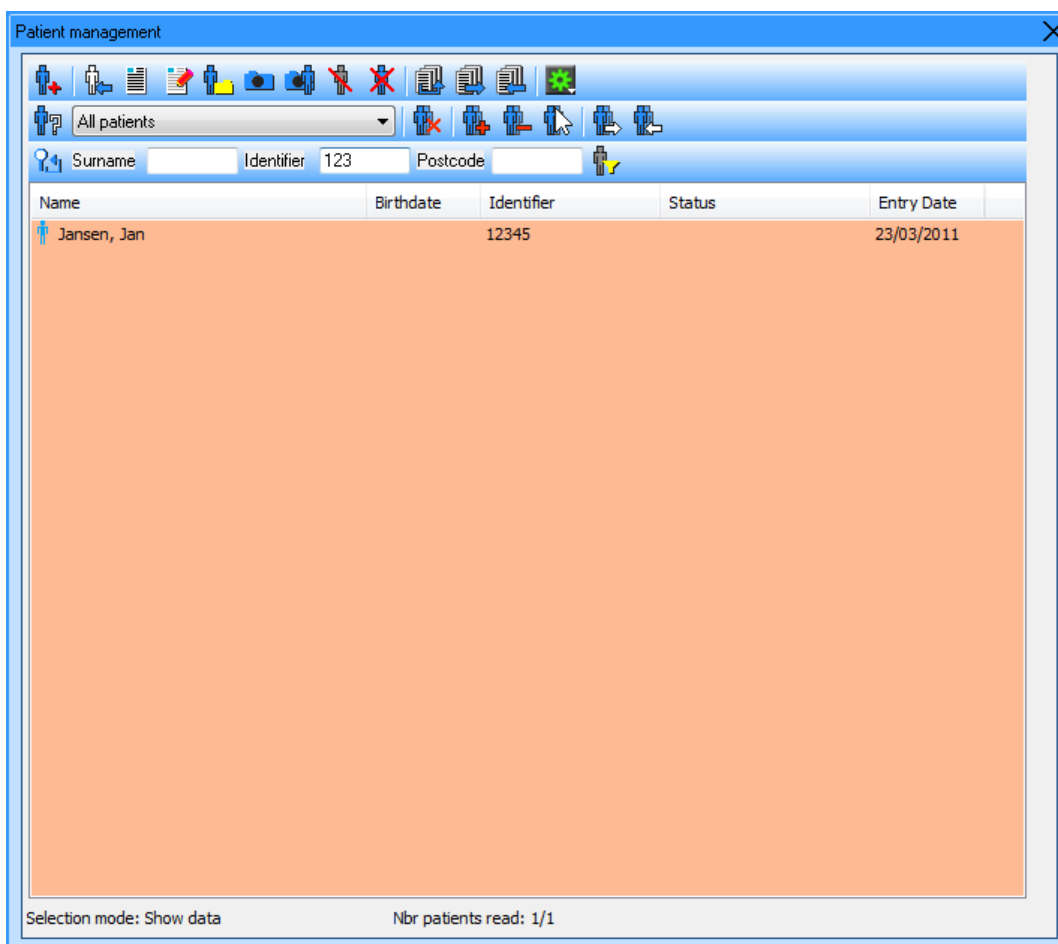 Patient management
All patients
Surname Identifier 123 Postcode
Name Birthdate Identifier Status Entry Date
Jansen, Jan 12345 23/03/2011
Selection mode: Show data Nbr patients read: 1/1